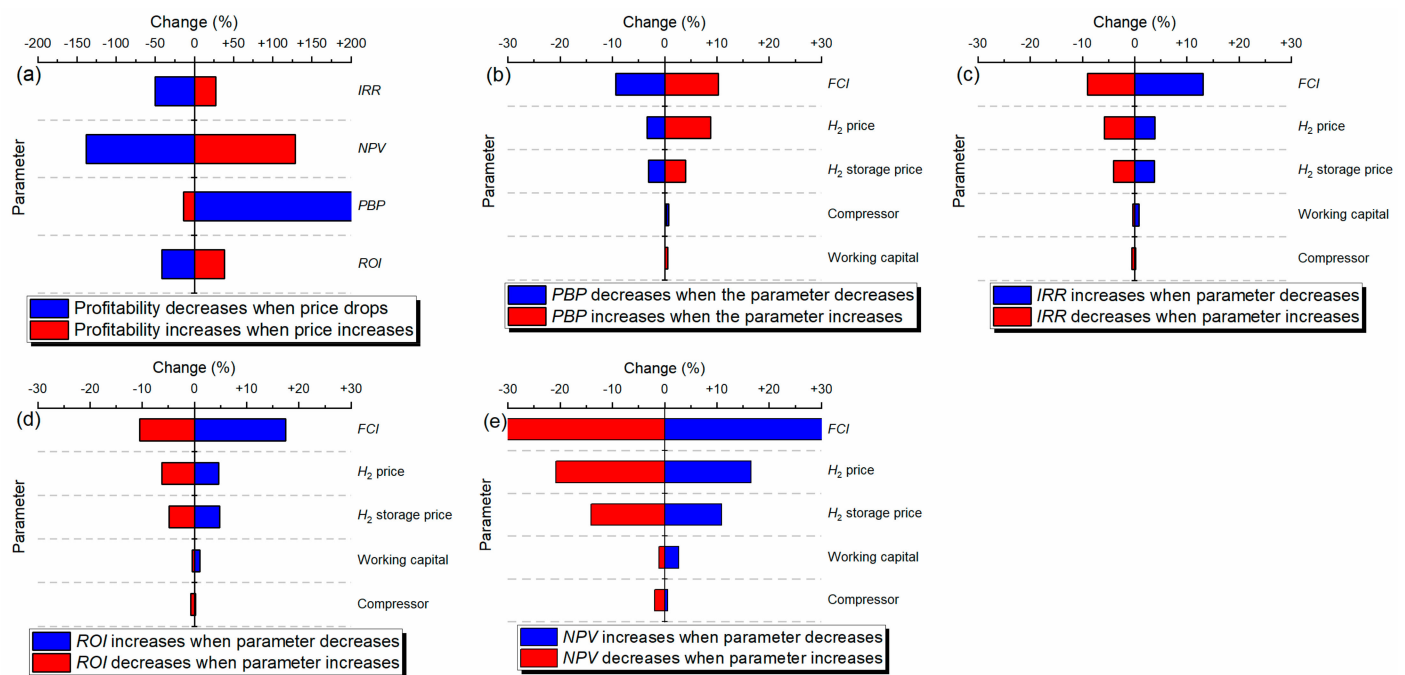 Change (%)
-200 -150 -100 -50 0 +50 +100 +150 +200
(a)
Parameter
IRR
NPV
PBP
ROI
Profitability decreases when price drops
Profitability increases when price increases
Change (%)
-30 -20 -10 0 +10 +20 +30
(b)
Parameter
FCI
H2 price
H2 storage price
Compressor
Working capital
PBP decreases when the parameter decreases
PBP increases when the parameter increases
Change (%)
-30 -20 -10 0 +10 +20 +30
(c)
Parameter
FCI
H2 price
H2 storage price
Working capital
Compressor
IRR increases when parameter decreases
IRR decreases when parameter increases
Change (%)
-30 -20 -10 0 +10 +20 +30
(d)
Parameter
FCI
H2 price
H2 storage price
Working capital
Compressor
ROI increases when parameter decreases
ROI decreases when parameter increases
Change (%)
-30 -20 -10 0 +10 +20 +30
(e)
Parameter
FCI
H2 price
H2 storage price
Working capital
Compressor
NPV increases when parameter decreases
NPV decreases when parameter increases